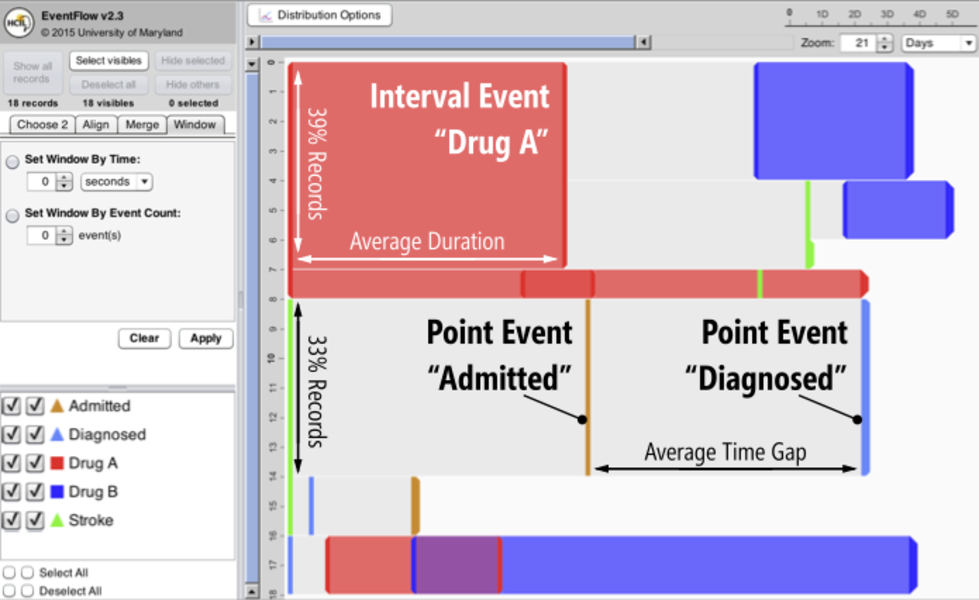 HCIL
EventFlow v2.3
© 2015 University of Maryland
Show all records
Select visibles
Hide selected
Deselect all
Hide others
18 records 18 visibles 0 selected
Choose 2 Align Merge Window
Set Window By Time:
0 seconds
Set Window By Event Count:
0 event(s)
Clear Apply
Admitted
Diagnosed
Drug A
Drug B
Stroke
Select All
Deselect All
Distribution Options
0 1D 2D 3D 4D 5D
Zoom: 21 Days
0
1
2
3
4
5
6
7
8
9
10
11
12
13
14
15
16
17
18
Interval Event
“Drug A”
39% Records
Average Duration
33% Records
Point Event
“Admitted”
Point Event
“Diagnosed”
Average Time Gap